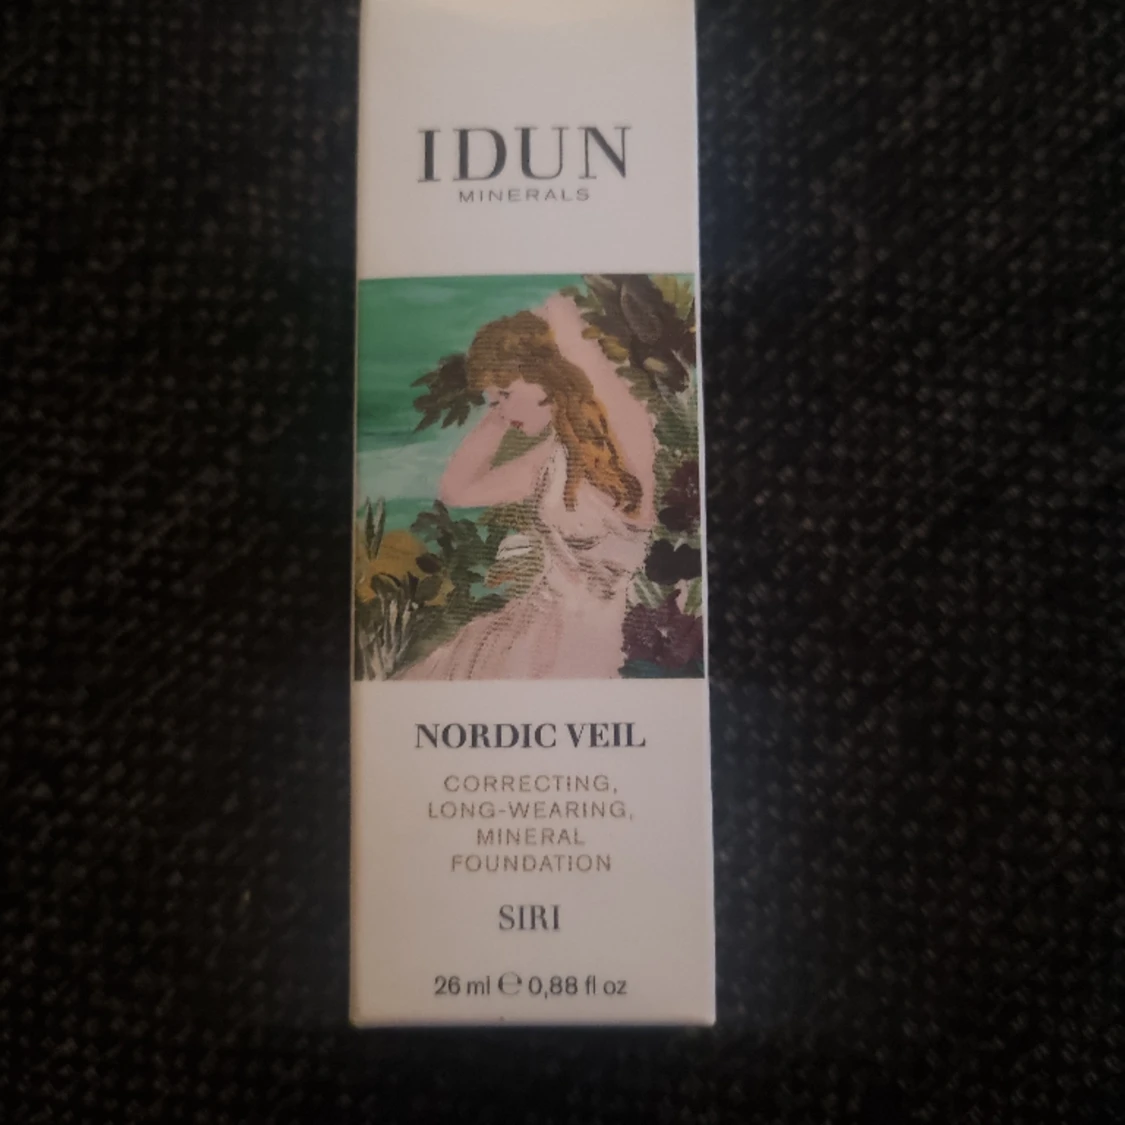 IDUN
MINERALS
NORDIC VEIL
CORRECTING,
LONG-WEARING,
MINERAL
FOUNDATION
SIRI
26 ml ℮ 0,88 fl oz